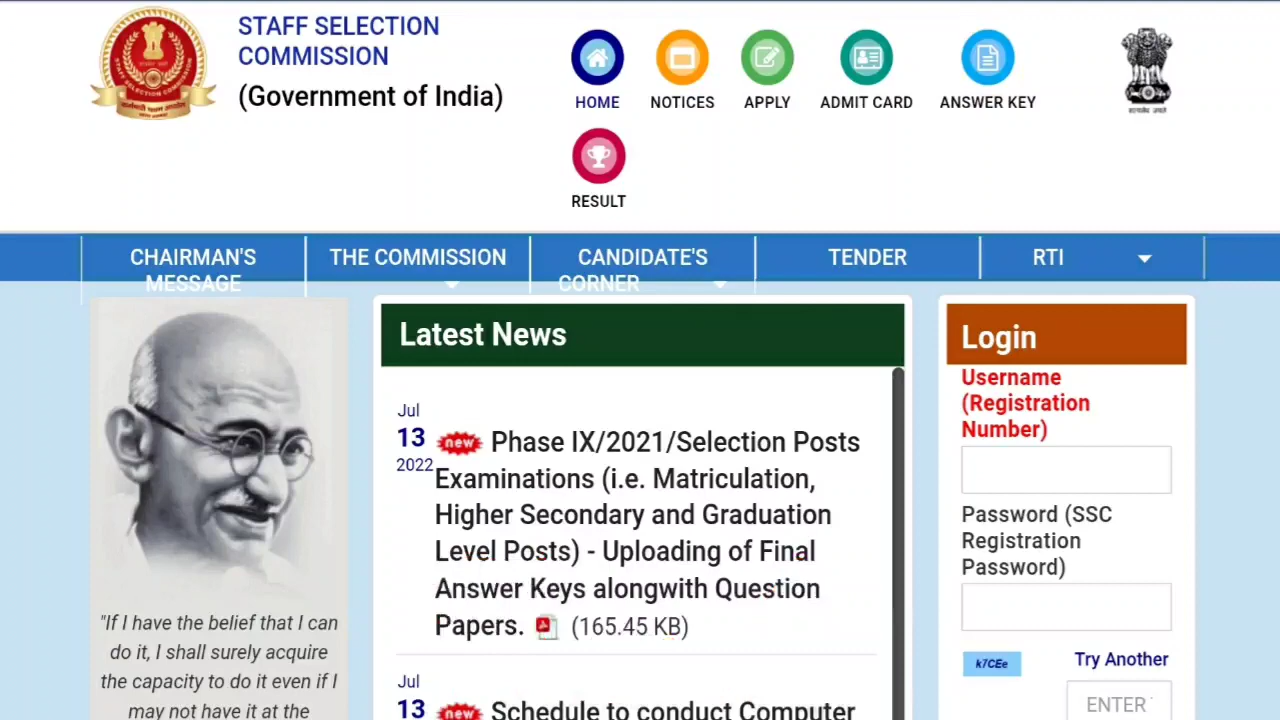 STAFF SELECTION
COMMISSION
(Government of India)
HOME
NOTICES
APPLY
ADMIT CARD
ANSWER KEY
RESULT
CHAIRMAN'S
MESSAGE
THE COMMISSION
CANDIDATE'S
CORNER
TENDER
RTI
"If I have the belief that I can
do it, I shall surely acquire
the capacity to do it even if I
may not have it at the
Latest News
Jul
13
2022
new Phase IX/2021/Selection Posts
Examinations (i.e. Matriculation,
Higher Secondary and Graduation
Level Posts) - Uploading of Final
Answer Keys alongwith Question
Papers. (165.45 KB)
Jul
13
new Schedule to conduct Computer
Login
Username
(Registration
Number)
Password (SSC
Registration
Password)
k7CEe
Try Another
ENTER